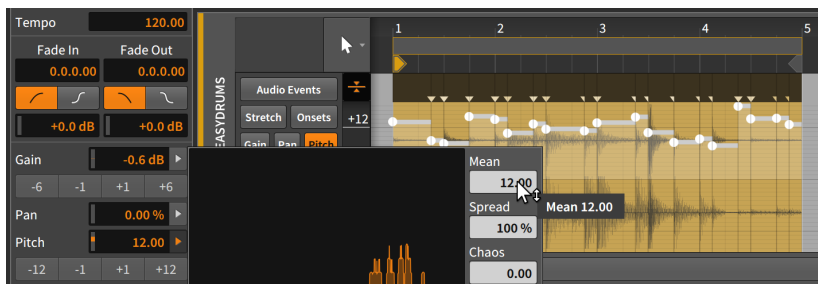 Tempo 120.00
Fade In Fade Out
0.0.0.00 0.0.0.00
+0.0 dB +0.0 dB
Gain -0.6 dB
-6 -1 +1 +6
Pan 0.00 %
Pitch 12.00
-12 -1 +1 +12
EASYDRUMS
Audio Events
Stretch Onsets
Gain Pan Pitch
+12
1 2 3 4 5
Mean
12.00
Mean 12.00
Spread
100 %
Chaos
0.00